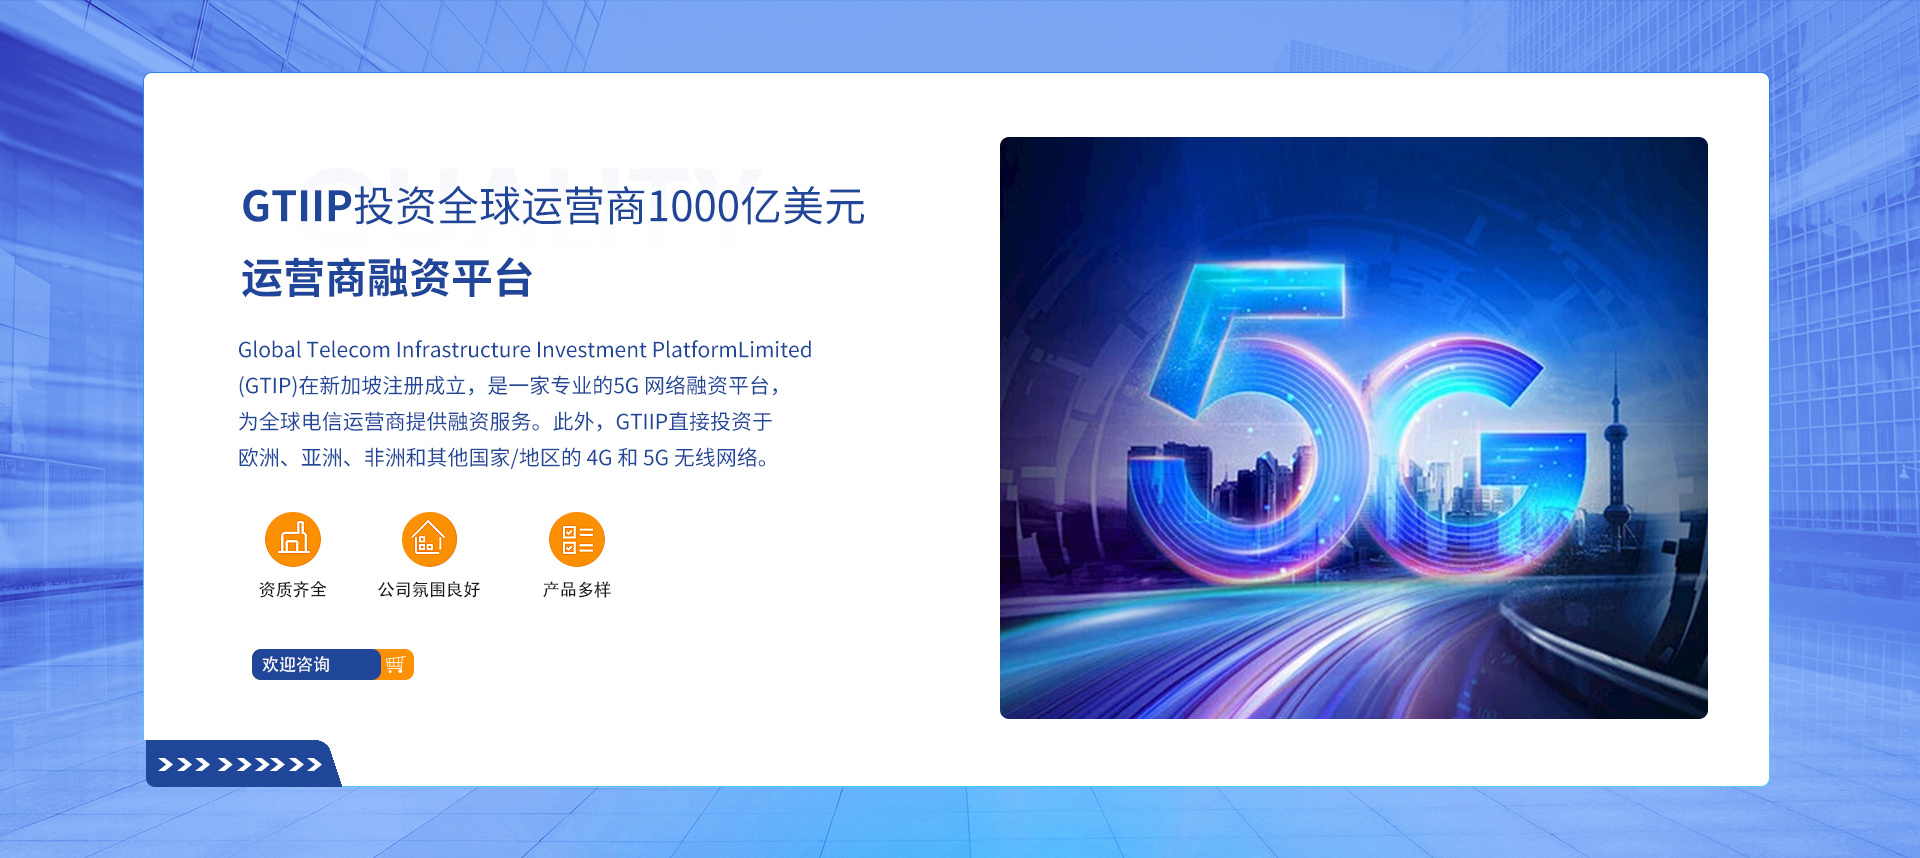 GTIIP投资全球运营商1000亿美元
运营商融资平台
Global Telecom Infrastructure Investment PlatformLimited
(GTIP)在新加坡注册成立，是一家专业的5G 网络融资平台，
为全球电信运营商提供融资服务。此外，GTIIP直接投资于
欧洲、亚洲、非洲和其他国家/地区的 4G 和 5G 无线网络。
资质齐全
公司氛围良好
产品多样
欢迎咨询
5G